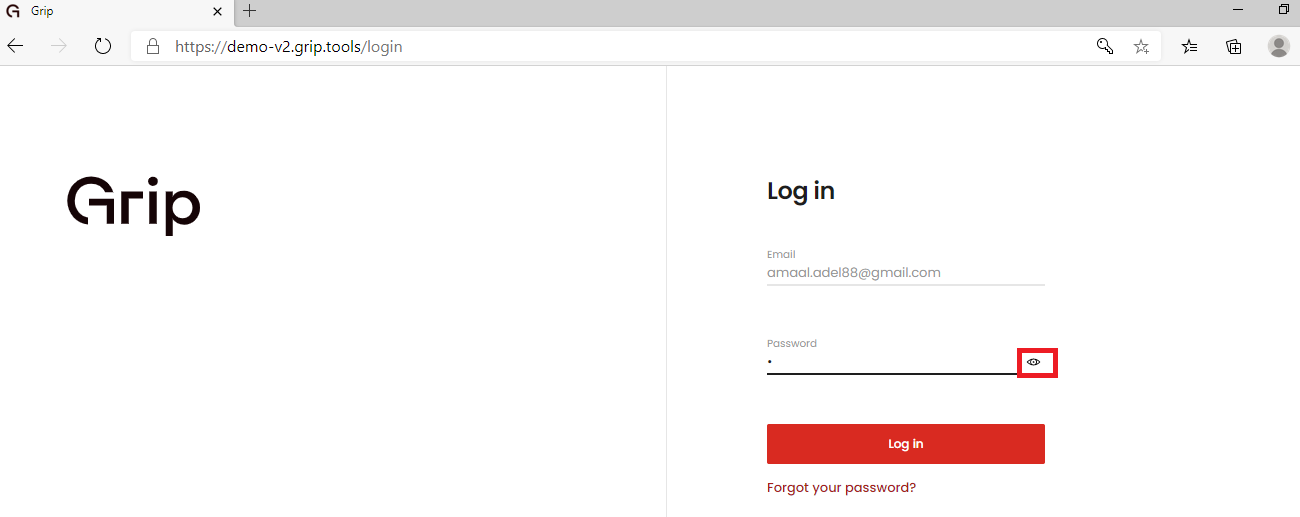 Grip
https://demo-v2.grip.tools/login
Grip
Log in
Email
amaal.adel88@gmail.com
Password
Log in
Forgot your password?